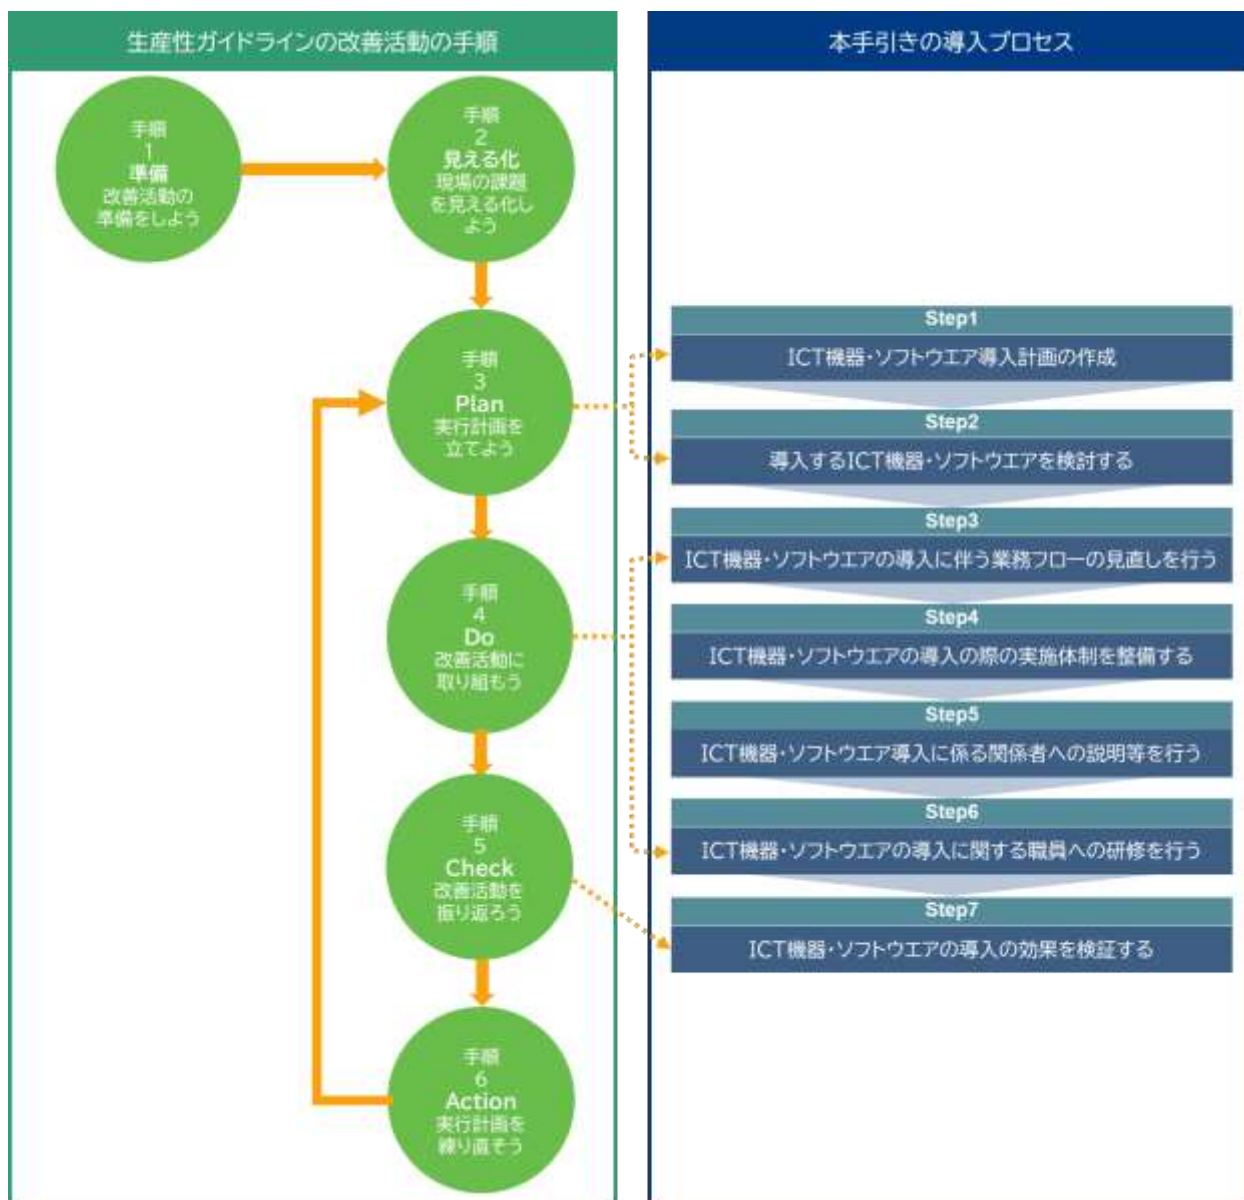 生産性ガイドラインの改善活動の手順
手順
1
準備
改善活動の
準備をしよう
手順
2
見える化
現場の課題
を見える化し
よう
手順
3
Plan
実行計画を
立てよう
手順
4
Do
改善活動に
取り組もう
手順
5
Check
改善活動を
振り返ろう
手順
6
Action
実行計画を
練り直そう
本手引きの導入プロセス
Step1
ICT機器・ソフトウエア導入計画の作成
Step2
導入するICT機器・ソフトウエアを検討する
Step3
ICT機器・ソフトウエアの導入に伴う業務フローの見直しを行う
Step4
ICT機器・ソフトウエアの導入の際の実施体制を整備する
Step5
ICT機器・ソフトウエア導入に係る関係者への説明等を行う
Step6
ICT機器・ソフトウエアの導入に関する職員への研修を行う
Step7
ICT機器・ソフトウエアの導入の効果を検証する